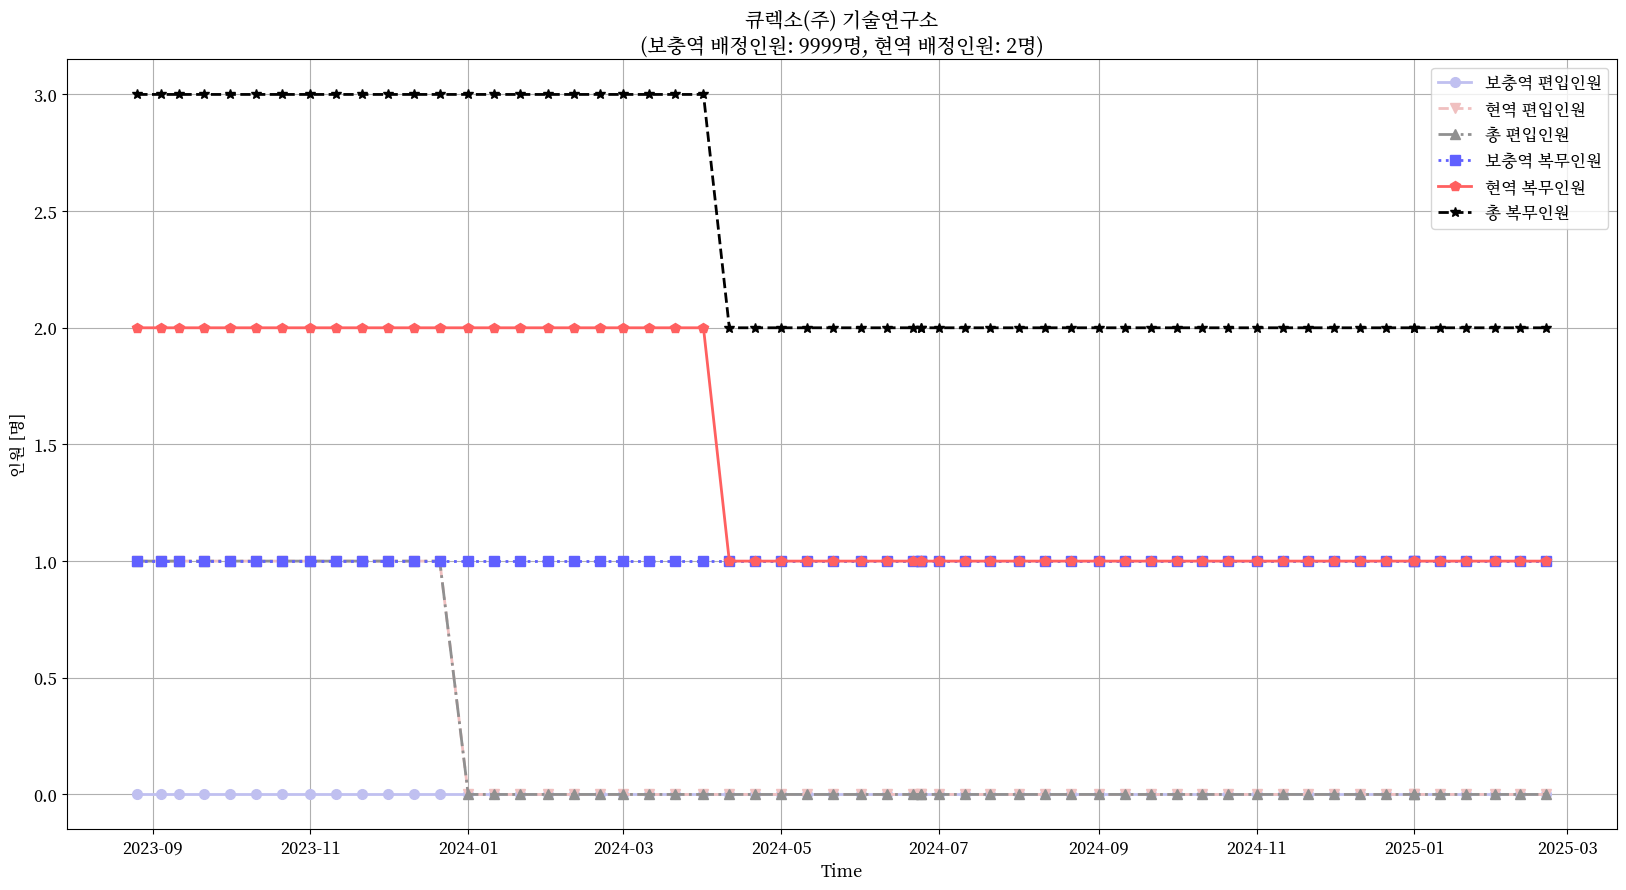 큐렉소(주) 기술연구소
(보충역 배정인원: 9999명, 현역 배정인원: 2명)
보충역 편입인원
현역 편입인원
총 편입인원
보충역 복무인원
현역 복무인원
총 복무인원
3.0
2.5
2.0
1.5
1.0
0.5
0.0
인원 [명]
2023-09
2023-11
2024-01
2024-03
2024-05
2024-07
2024-09
2024-11
2025-01
2025-03
Time